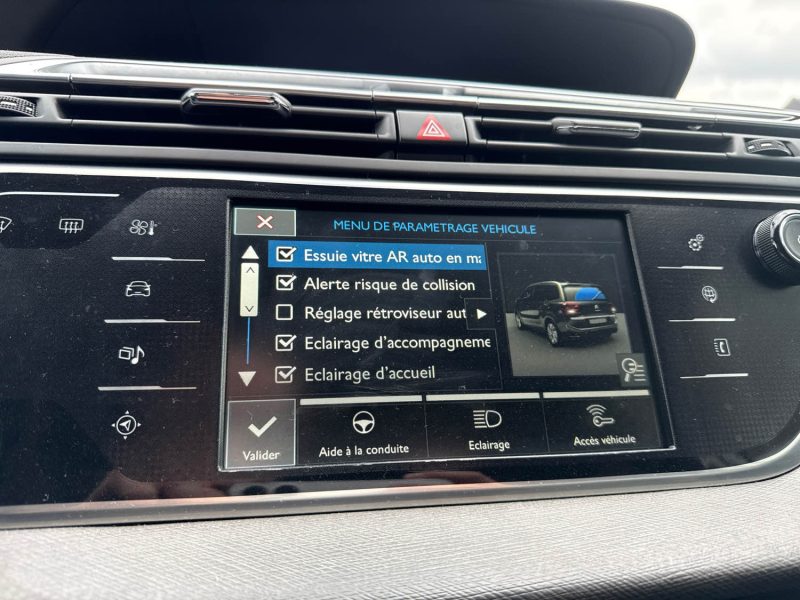 MENU DE PARAMETRAGE VEHICULE
Essuie vitre AR auto en ma
Alerte risque de collision
Réglage rétroviseur aut
Eclairage d'accompagneme
Eclairage d'accueil
Valider
Aide à la conduite
Eclairage
Accès véhicule